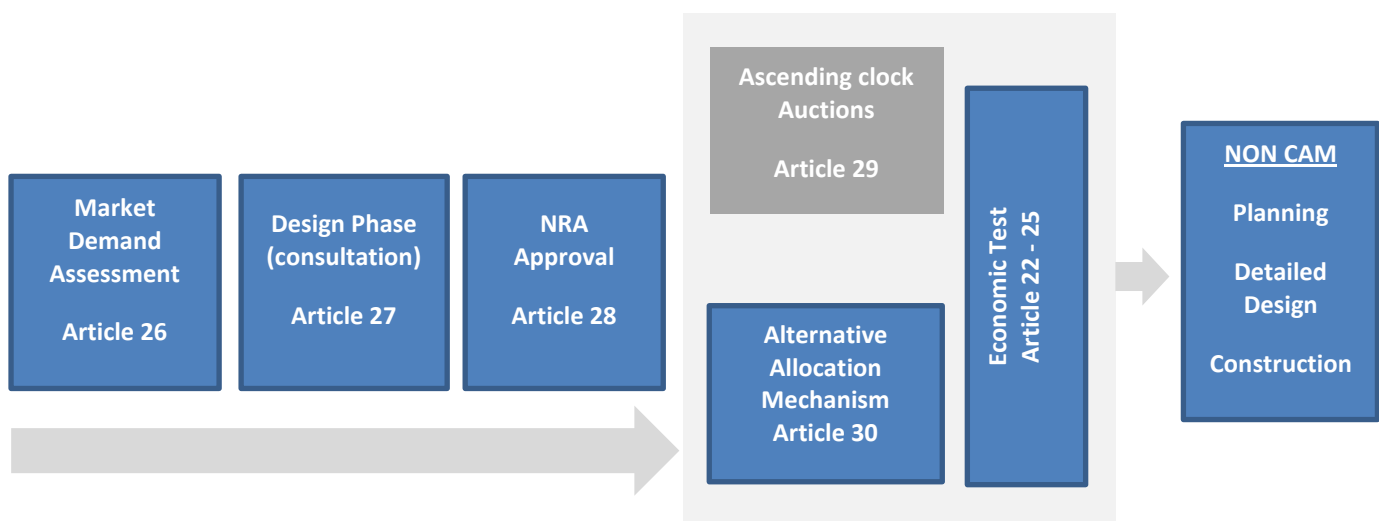 Market
Demand
Assessment
Article 26
Design Phase
(consultation)
Article 27
NRA
Approval
Article 28
Ascending clock
Auctions
Article 29
Alternative
Allocation
Mechanism
Article 30
Economic Test
Article 22 - 25
NON CAM
Planning
Detailed
Design
Construction